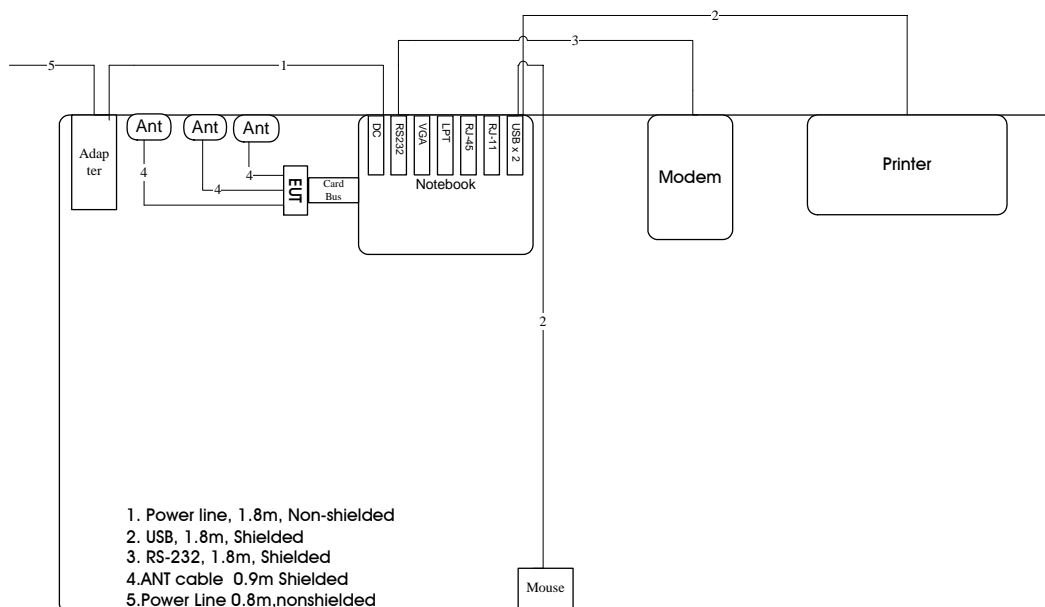 2
3
5
1
Adap
ter
Ant
Ant
Ant
4
4
4
EUT
Card
Bus
DC
RS232
VGA
LPT
RJ-45
RJ-11
USB x 2
Notebook
Modem
Printer
2
1. Power line, 1.8m, Non-shielded
2. USB, 1.8m, Shielded
3. RS-232, 1.8m, Shielded
4.ANT cable 0.9m Shielded
5.Power Line 0.8m,nonshielded
Mouse